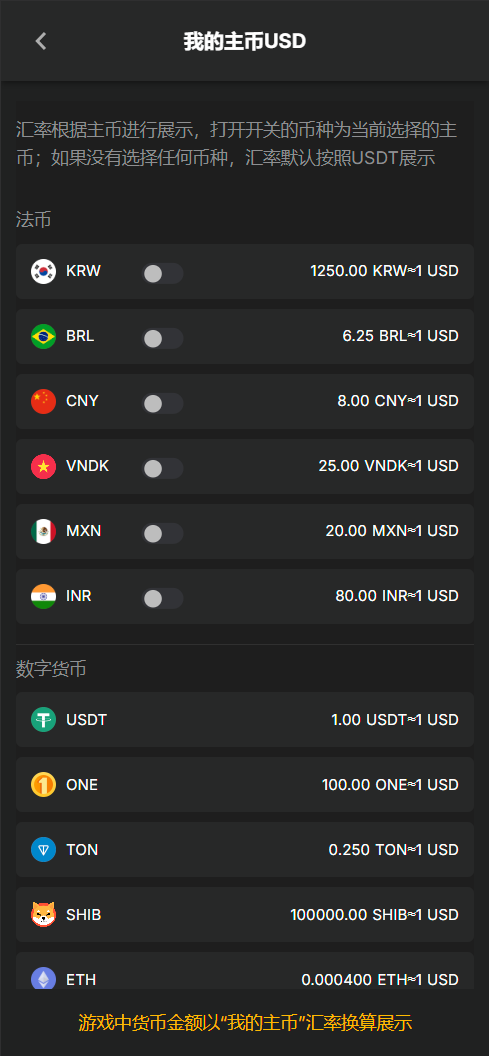 我的主币USD
汇率根据主币进行展示，打开开关的币种为当前选择的主
币；如果没有选择任何币种，汇率默认按照USDT展示
法币
KRW 1250.00 KRW≈1 USD
BRL 6.25 BRL≈1 USD
CNY 8.00 CNY≈1 USD
VNDK 25.00 VNDK≈1 USD
MXN 20.00 MXN≈1 USD
INR 80.00 INR≈1 USD
数字货币
USDT 1.00 USDT≈1 USD
ONE 100.00 ONE≈1 USD
TON 0.250 TON≈1 USD
SHIB 100000.00 SHIB≈1 USD
ETH 0.000400 ETH≈1 USD
游戏中货币金额以“我的主币”汇率换算展示